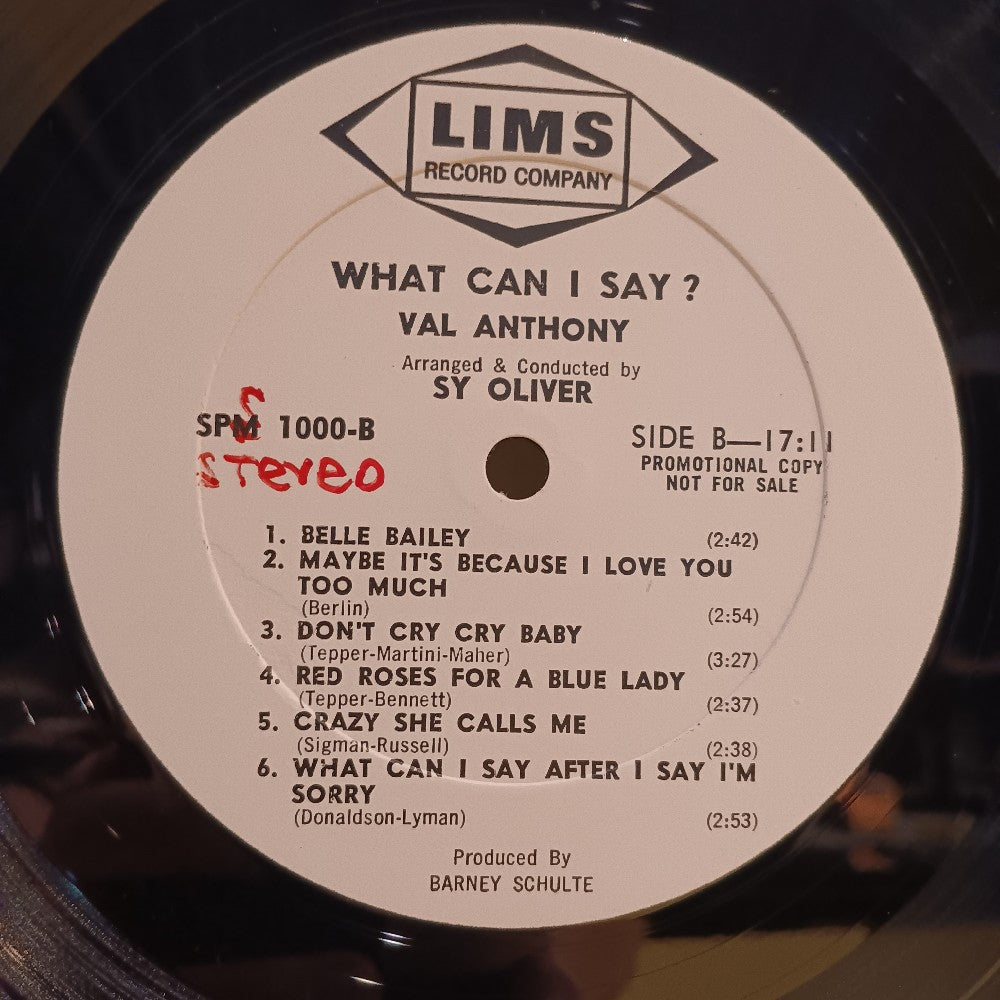 LIMS
RECORD COMPANY
WHAT CAN I SAY?
VAL ANTHONY
Arranged & Conducted by
SY OLIVER
S
SPM 1000-B
Stereo
SIDE B—17:11
PROMOTIONAL COPY
NOT FOR SALE
1. BELLE BAILEY (2:42)
2. MAYBE IT'S BECAUSE I LOVE YOU
TOO MUCH
(Berlin) (2:54)
3. DON'T CRY CRY BABY
(Tepper-Martini-Maher) (3:27)
4. RED ROSES FOR A BLUE LADY
(Tepper-Bennett) (2:37)
5. CRAZY SHE CALLS ME
(Sigman-Russell) (2:38)
6. WHAT CAN I SAY AFTER I SAY I'M
SORRY
(Donaldson-Lyman) (2:53)
Produced By
BARNEY SCHULTE